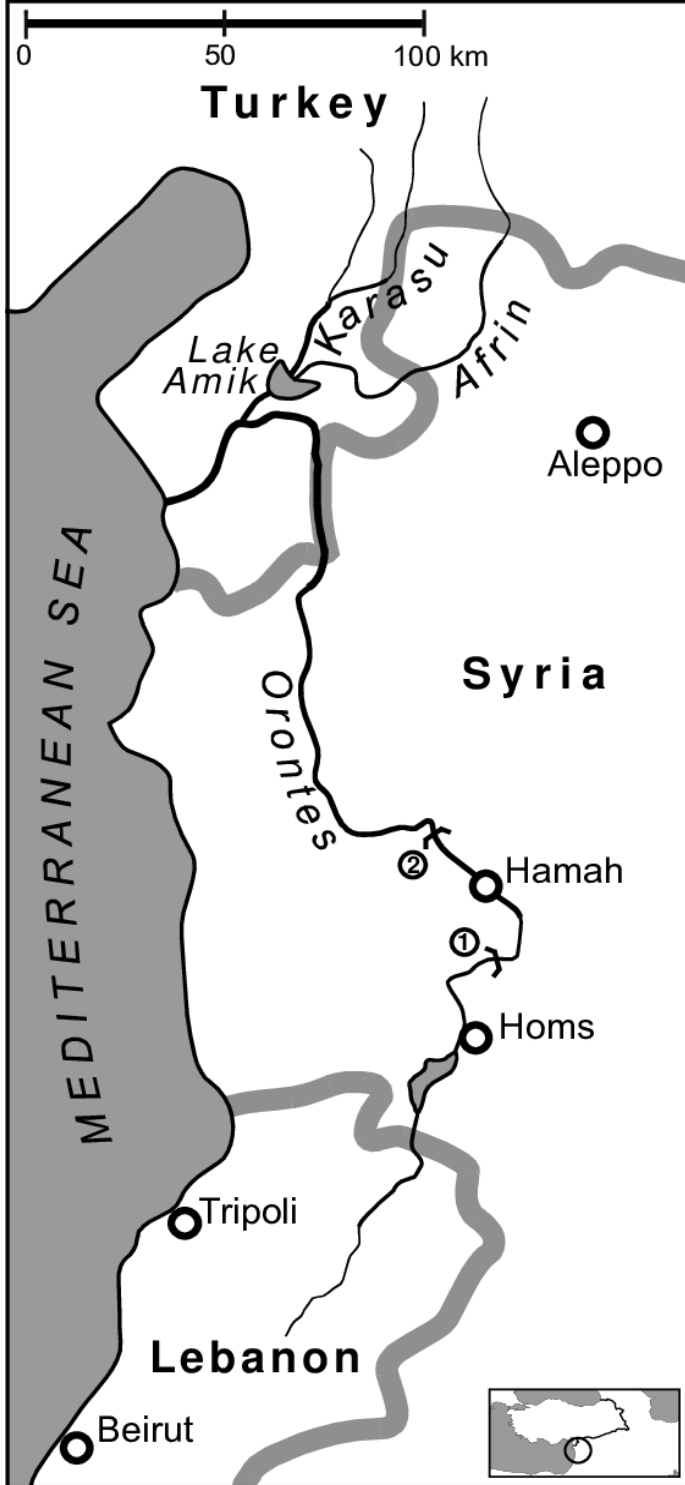 0 50 100 km
Turkey
Karasu
Afrin
Lake
Amik
Aleppo
MEDITERRANEAN SEA
Syria
Orontes
2
Hamah
1
Homs
Tripoli
Lebanon
Beirut